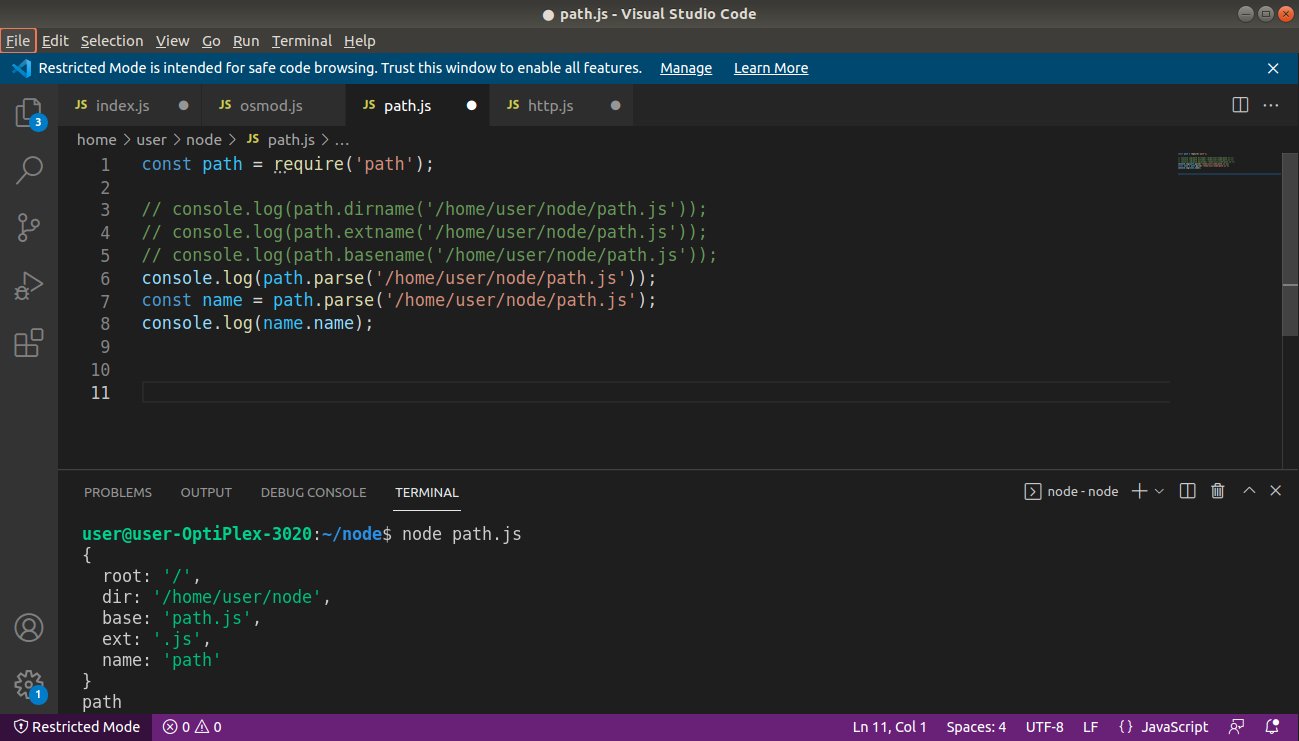 ● path.js - Visual Studio Code
File Edit Selection View Go Run Terminal Help
Restricted Mode is intended for safe code browsing. Trust this window to enable all features. Manage Learn More
JS index.js ● JS osmod.js JS path.js ● JS http.js ●
3
home > user > node > JS path.js > ...
1 const path = require('path');
2
3 // console.log(path.dirname('/home/user/node/path.js'));
4 // console.log(path.extname('/home/user/node/path.js'));
5 // console.log(path.basename('/home/user/node/path.js'));
6 console.log(path.parse('/home/user/node/path.js'));
7 const name = path.parse('/home/user/node/path.js');
8 console.log(name.name);
9
10
11
PROBLEMS OUTPUT DEBUG CONSOLE TERMINAL node - node
user@user-OptiPlex-3020:~/node$ node path.js
{
  root: '/',
  dir: '/home/user/node',
  base: 'path.js',
  ext: '.js',
  name: 'path'
}
path
1
Restricted Mode 0 0 Ln 11, Col 1 Spaces: 4 UTF-8 LF {} JavaScript